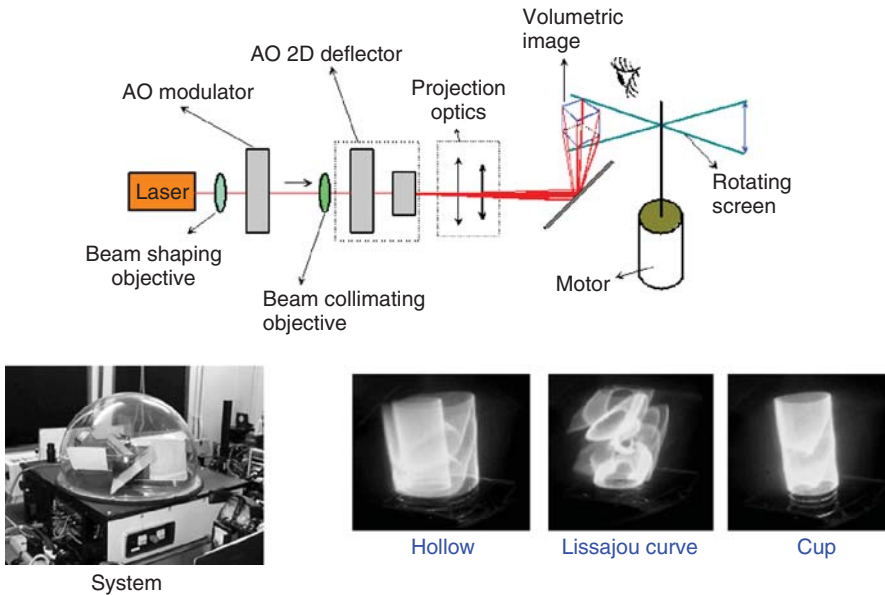 Volumetric
image
AO 2D deflector
Projection
optics
AO modulator
Laser
Rotating
screen
Beam shaping
objective
Motor
Beam collimating
objective
Hollow
Lissajou curve
Cup
System